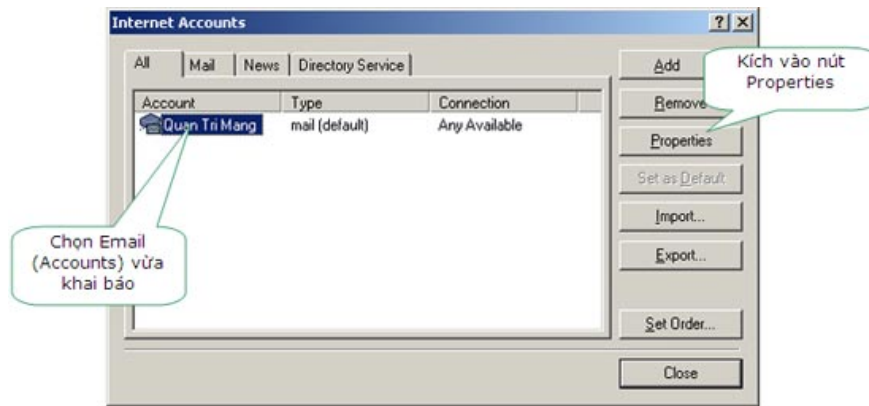 Internet Accounts
All Mail News Directory Service
Account Type Connection
Quan Tri Mang mail (default) Any Available
Add
Remove
Properties
Set as Default
Import...
Export...
Set Order...
Close
Kích vào nút
Properties
Chọn Email
(Accounts) vừa
khai báo